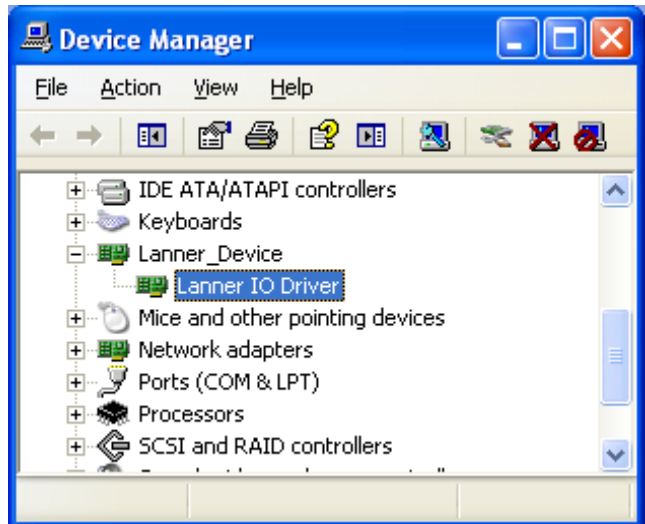 Device Manager
File Action View Help
IDE ATA/ATAPI controllers
Keyboards
Lanner_Device
Lanner IO Driver
Mice and other pointing devices
Network adapters
Ports (COM & LPT)
Processors
SCSI and RAID controllers